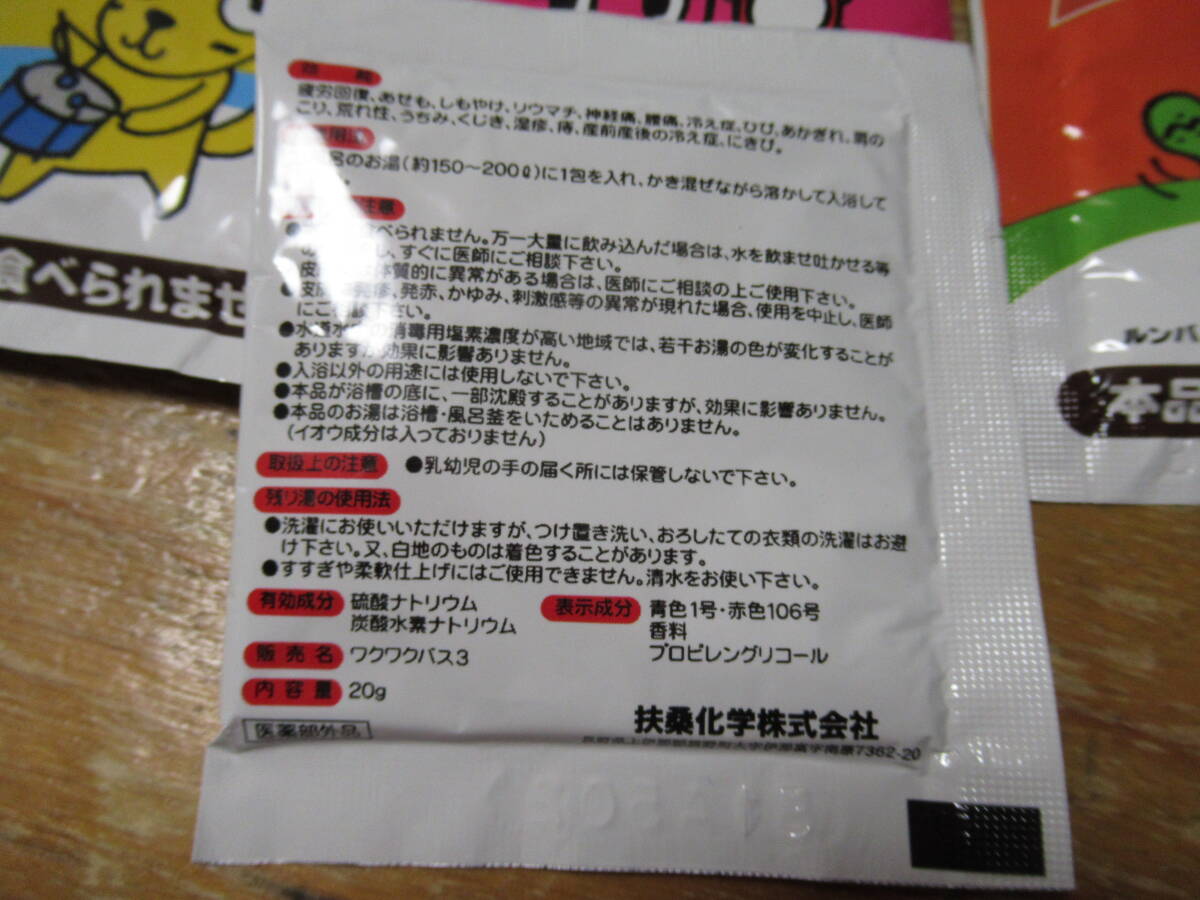 食べられませ
疲労回復、あせも、しもやけ、リウマチ、神経痛、腰痛、冷え症、ひび、あかぎれ、肩の
こり、荒れ性、うちみ、くじき、湿疹、痔、産前産後の冷え症、にきび。
のお湯(約150〜200ℓ)に1包を入れ、かき混ぜながら溶かして入浴して
注意
べられません。万一大量に飲み込んだ場合は、水を飲ませ吐かせる等
、すぐに医師にご相談下さい。
体質的に異常がある場合は、医師にご相談の上ご使用下さい。
発赤、かゆみ、刺激感等の異常が現れた場合、使用を中止し、医師
にご 下さい。
●水道水 の消毒用塩素濃度が高い地域では、若干お湯の色が変化することが
ありますが効果に影響ありません。
●入浴以外の用途には使用しないで下さい。
●本品が浴槽の底に、一部沈殿することがありますが、効果に影響ありません。
●本品のお湯は浴槽・風呂釜をいためることはありません。
(イオウ成分は入っておりません)
取扱上の注意 ●乳幼児の手の届く所には保管しないで下さい。
残り湯の使用法
●洗濯にお使いいただけますが、つけ置き洗い、おろしたての衣類の洗濯はお避
け下さい。又、白地のものは着色することがあります。
●すすぎや柔軟仕上げにはご使用できません。清水をお使い下さい。
有効成分 硫酸ナトリウム
炭酸水素ナトリウム
表示成分 青色1号・赤色106号
香料
プロピレングリコール
販売名 ワクワクバス3
内容量 20g
医薬部外品
扶桑化学株式会社
7362-20
ルンバ
本品